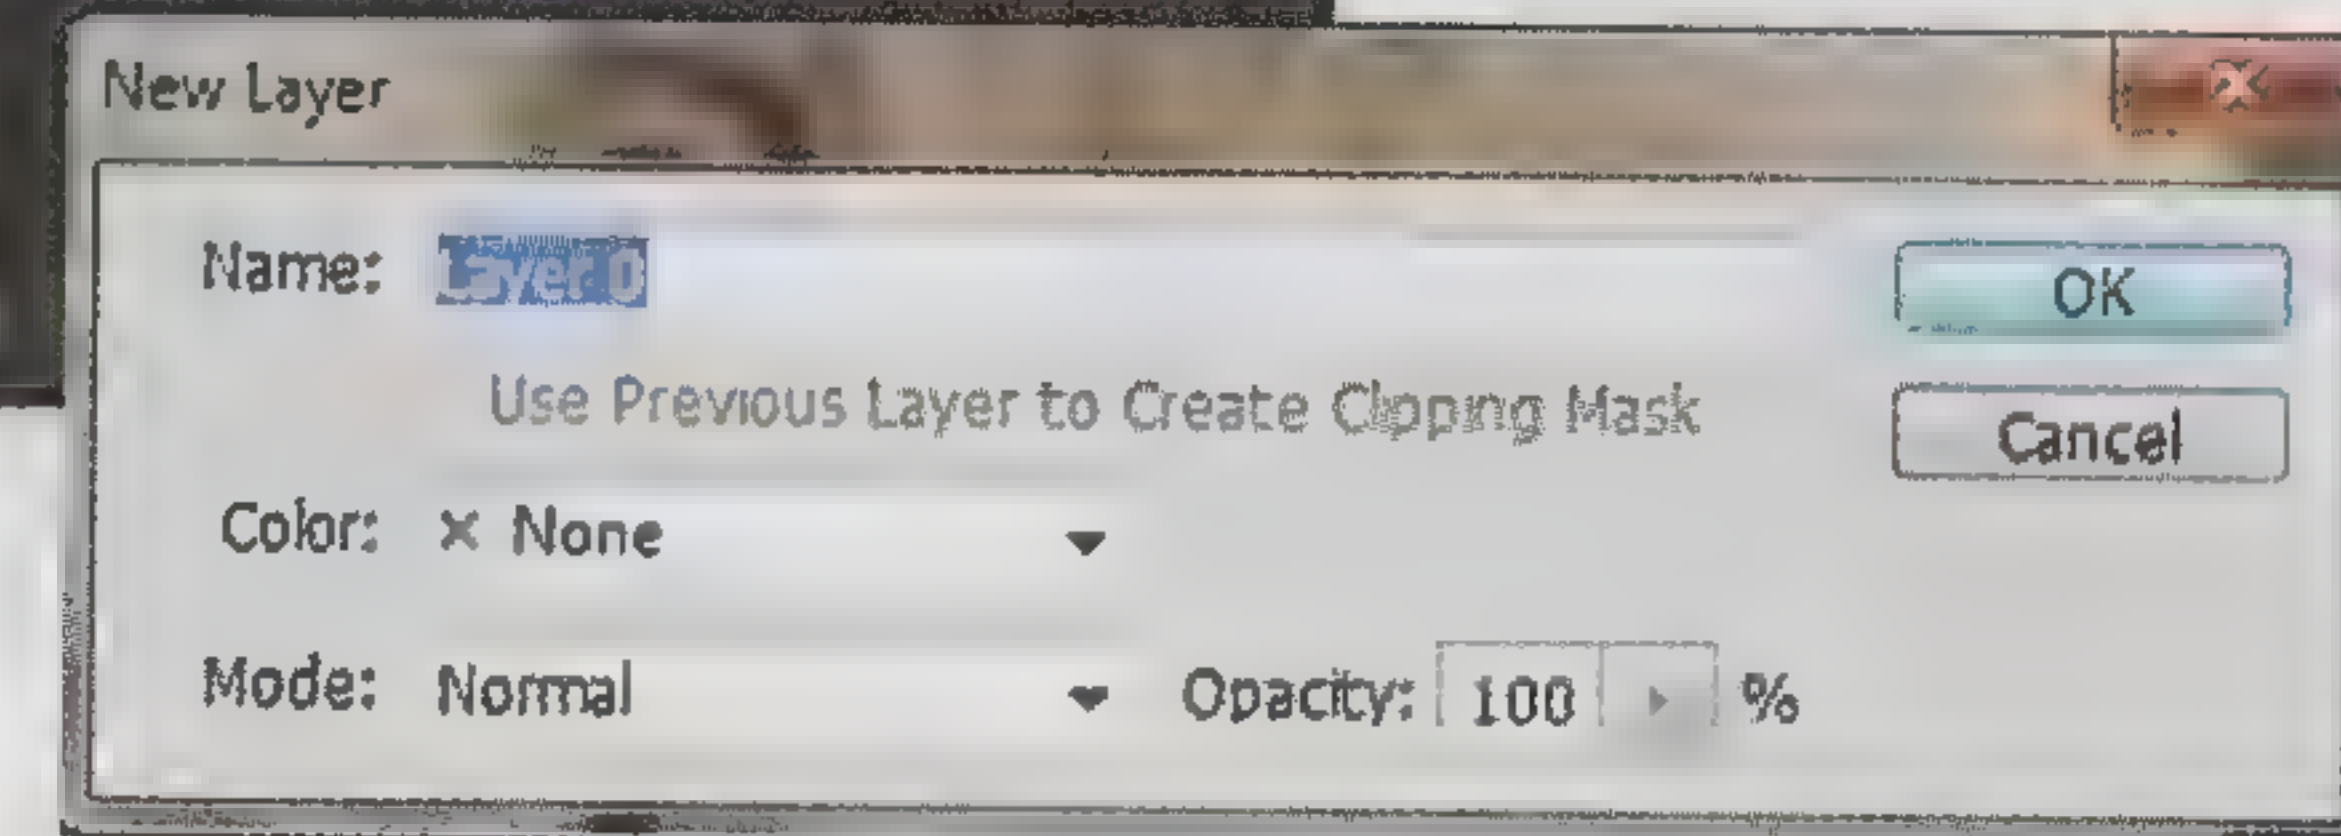 New Layer
Name: Layer 0
OK
Use Previous Layer to Create Clipping Mask
Cancel
Color: × None
Mode: Normal
Opacity: 100 %